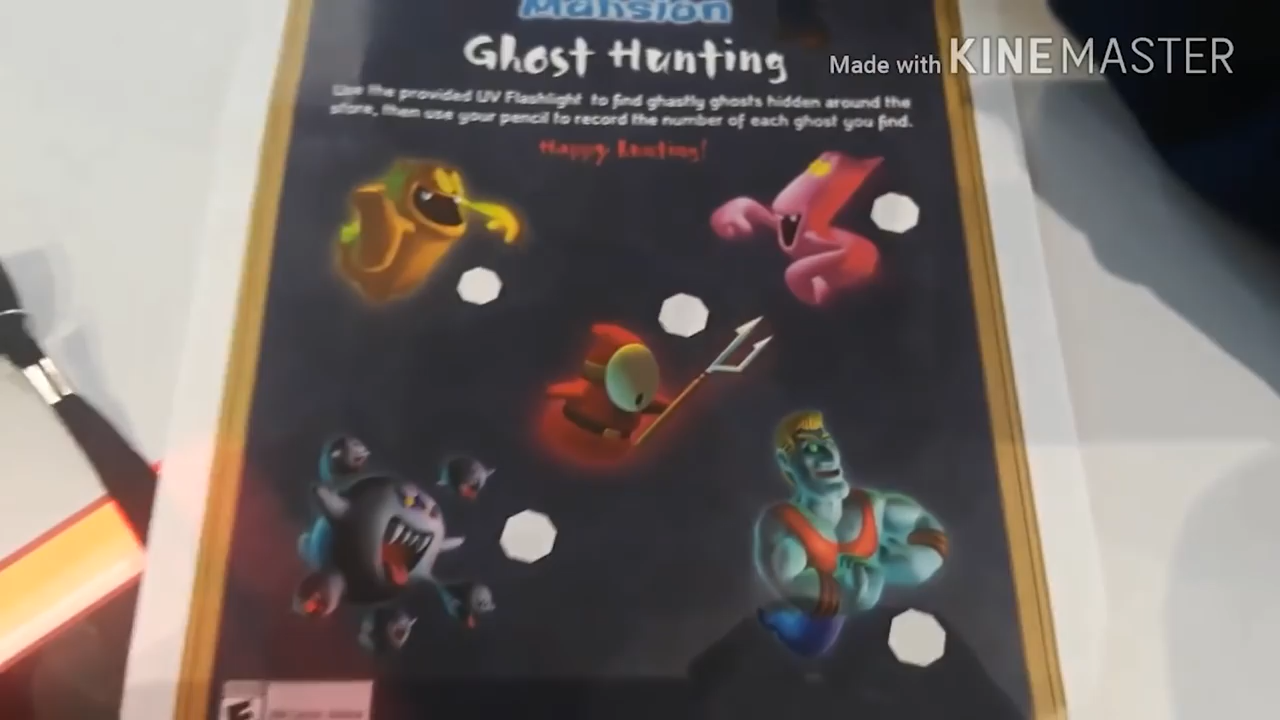 Mansion
Made with KINEMASTER
Ghost Hunting
Use the provided UV Flashlight to find ghastly ghosts hidden around the
store, then use your pencil to record the number of each ghost you find.
Happy Hunting!
E